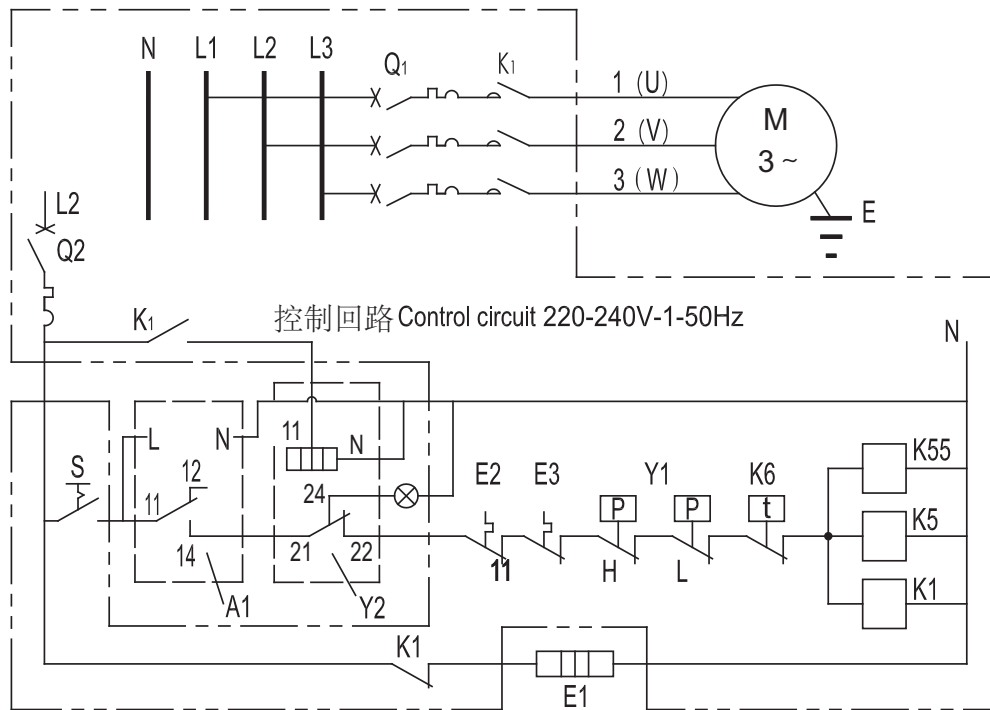 N L1 L2 L3 Q1 K1
1 (U)
2 (V)
3 (W)
M
3 ~
E
L2
Q2
K1
控制回路 Control circuit 220-240V-1-50Hz
N
S
L
N
11
N
12
11
14
24
21
22
A1
Y2
E2
E3
Y1
K6
P
P
t
11
H
L
K55
K5
K1
K1
E1